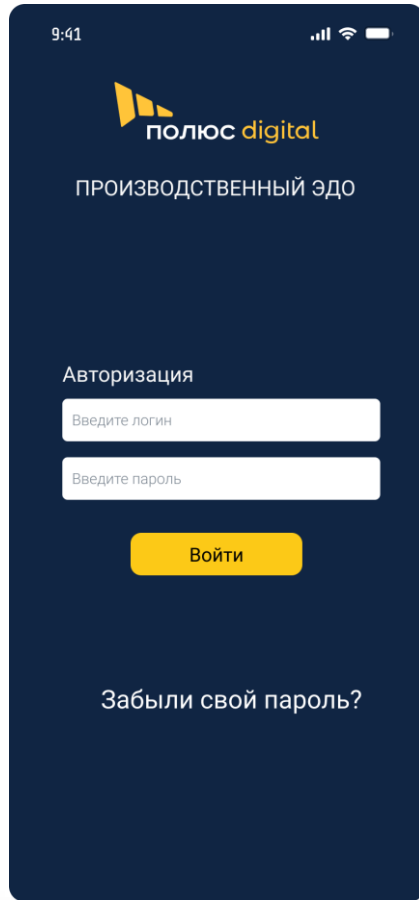 9:41
полюс digital
ПРОИЗВОДСТВЕННЫЙ ЭДО
Авторизация
Введите логин
Введите пароль
Войти
Забыли свой пароль?